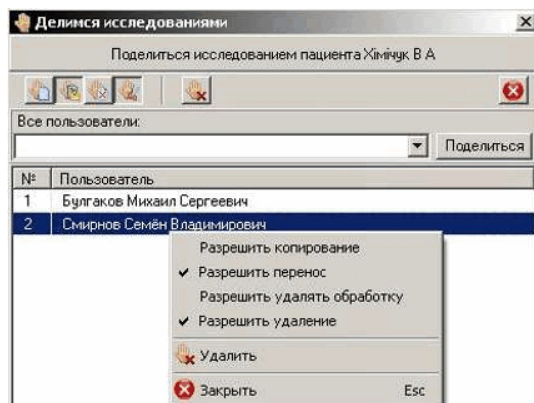 Делимся исследованиями
Поделиться исследованием пациента Хімічук В А
Все пользователи:
Поделиться
№ Пользователь
1 Булгаков Михаил Сергеевич
2 Смирнов Семён Владимирович
Разрешить копирование
Разрешить перенос
Разрешить удалять обработку
Разрешить удаление
Удалить
Закрыть Esc